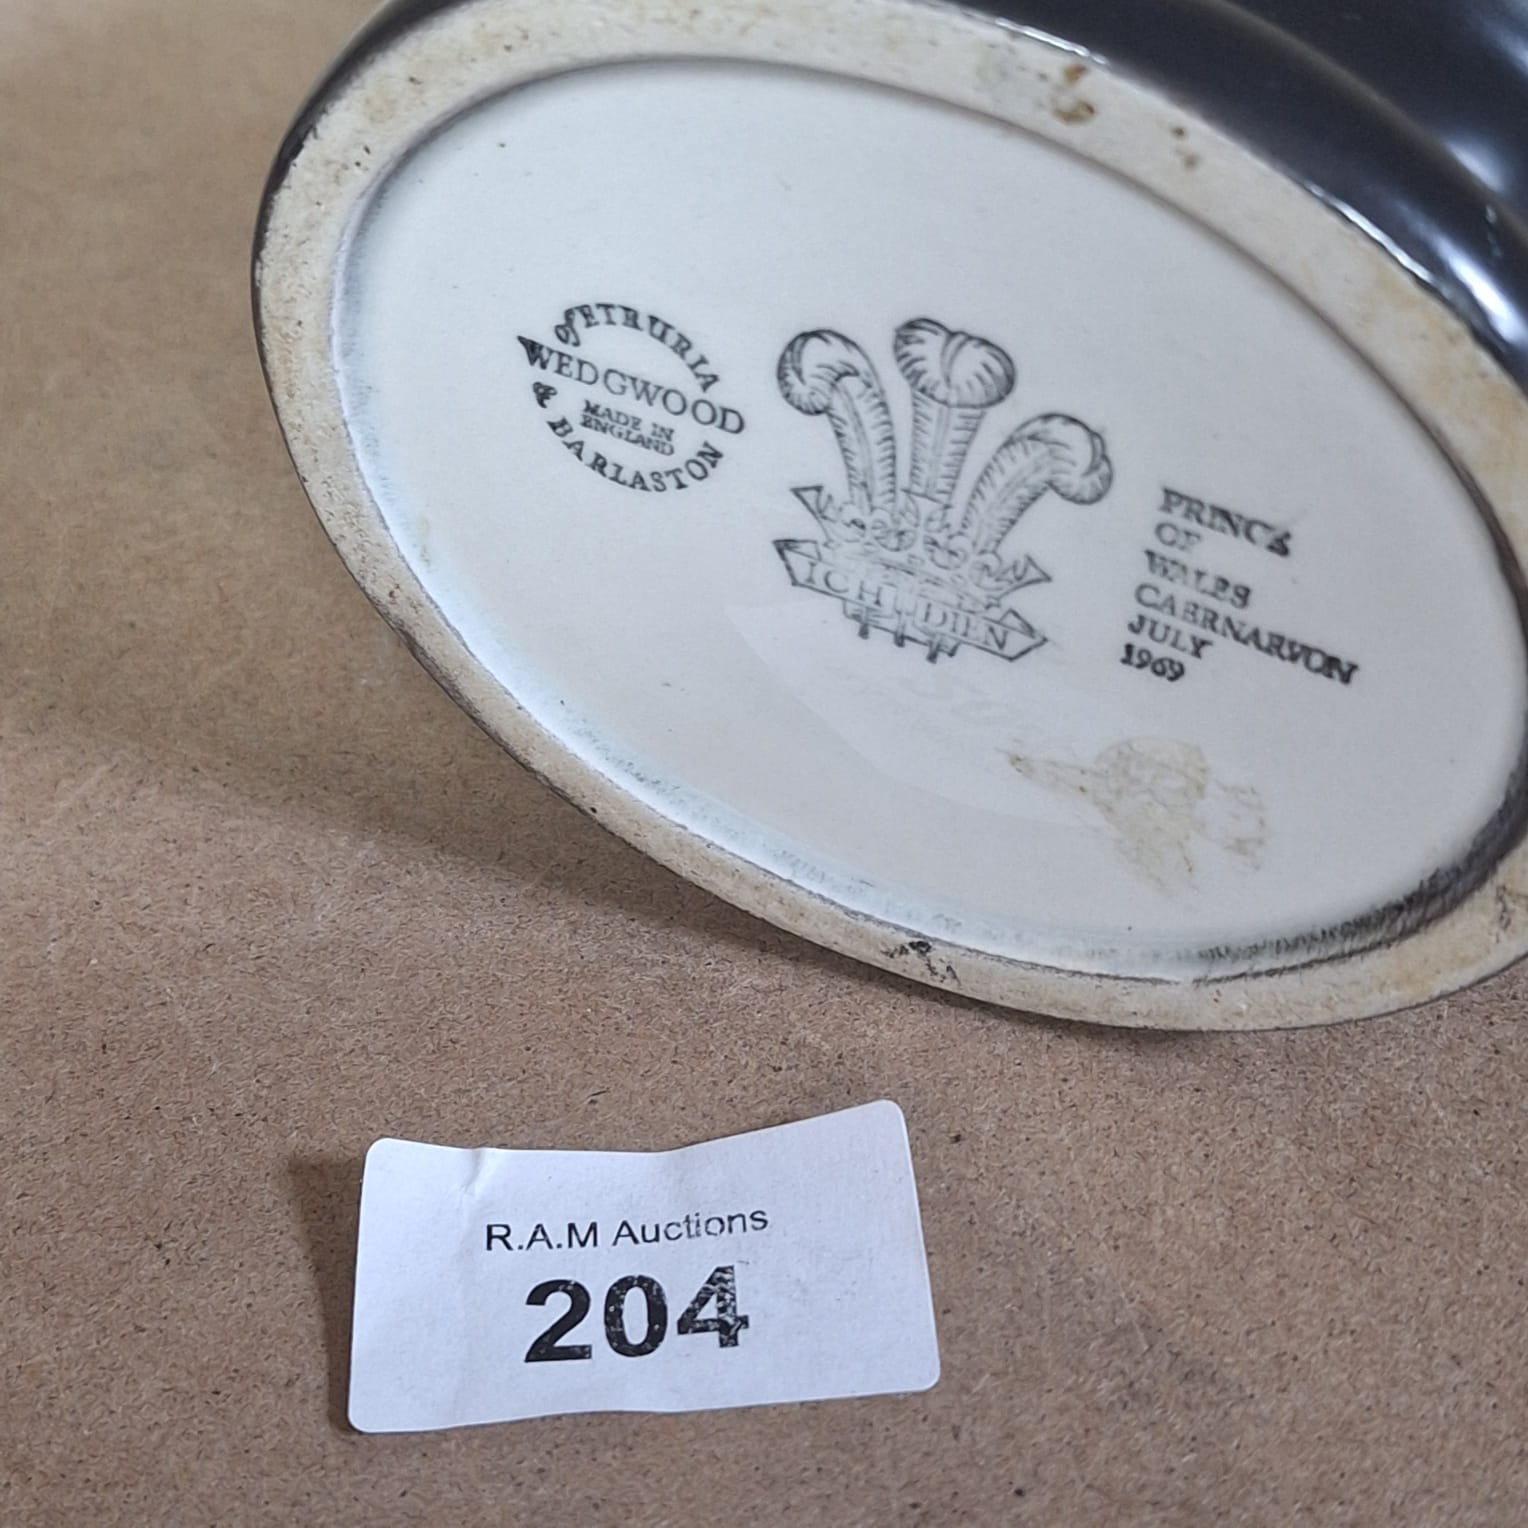 of ETRURIA
WEDGWOOD
MADE IN
ENGLAND
& BARLASTON
ICH DIEN
PRINCE
OF
WALES
CAERNARVON
JULY
1969
R.A.M Auctions
204